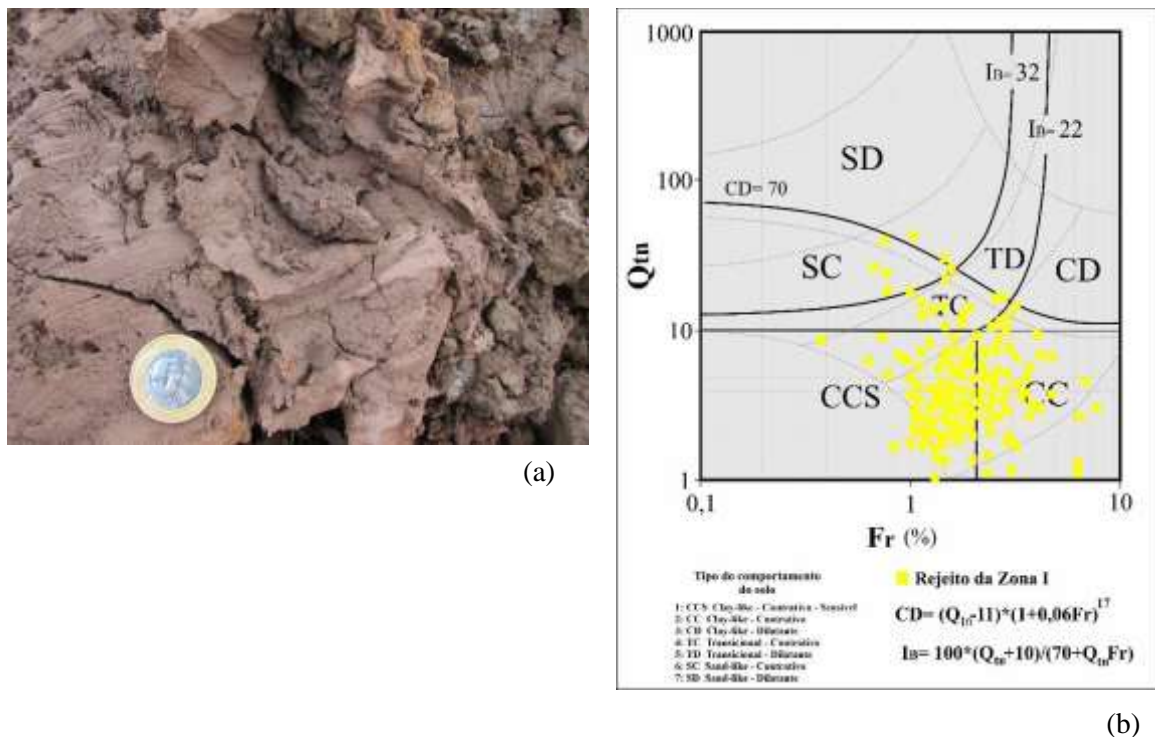 1000
100
10
1
Qtn
0,1
1
10
Fr (%)
IB= 32
IB= 22
SD
CD= 70
TD
SC
CD
TC
CCS
CC
(a)
Tipo do comportamento
do solo
1: CCS Clay-like - Contrativo - Sensível
2: CC Clay-like - Contrativo
3: CD Clay-like - Dilatante
4: TC Transicional - Contrativo
5: TD Transicional - Dilatante
6: SC Sand-like - Contrativo
7: SD Sand-like - Dilatante
Rejeito da Zona I
CD= (Qtn-11)*(1+0,06Fr)17
IB= 100*(Qtn+10)/(70+QtnFr)
(b)